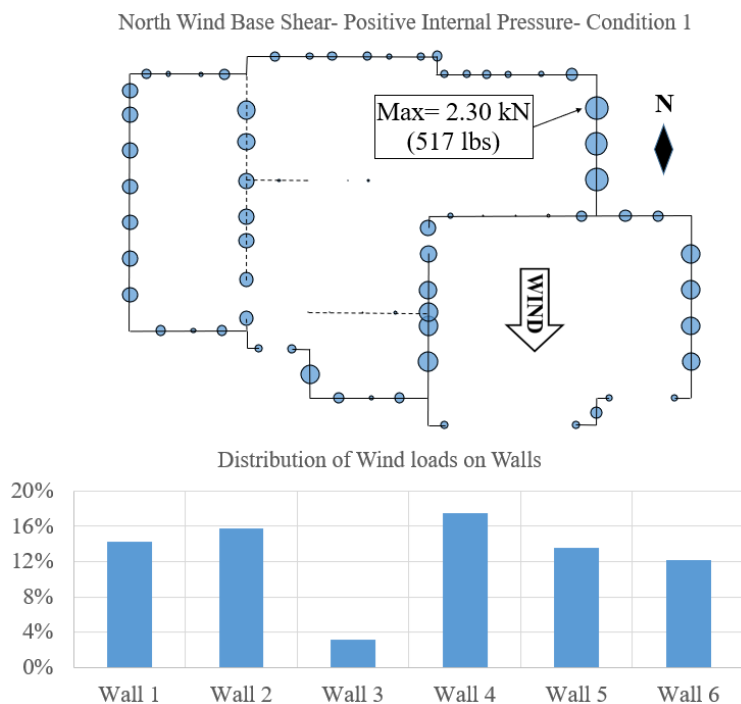 North Wind Base Shear- Positive Internal Pressure- Condition 1
Max= 2.30 kN
(517 lbs)
N
WIND
Distribution of Wind loads on Walls
20%
16%
12%
8%
4%
0%
Wall 1 Wall 2 Wall 3 Wall 4 Wall 5 Wall 6